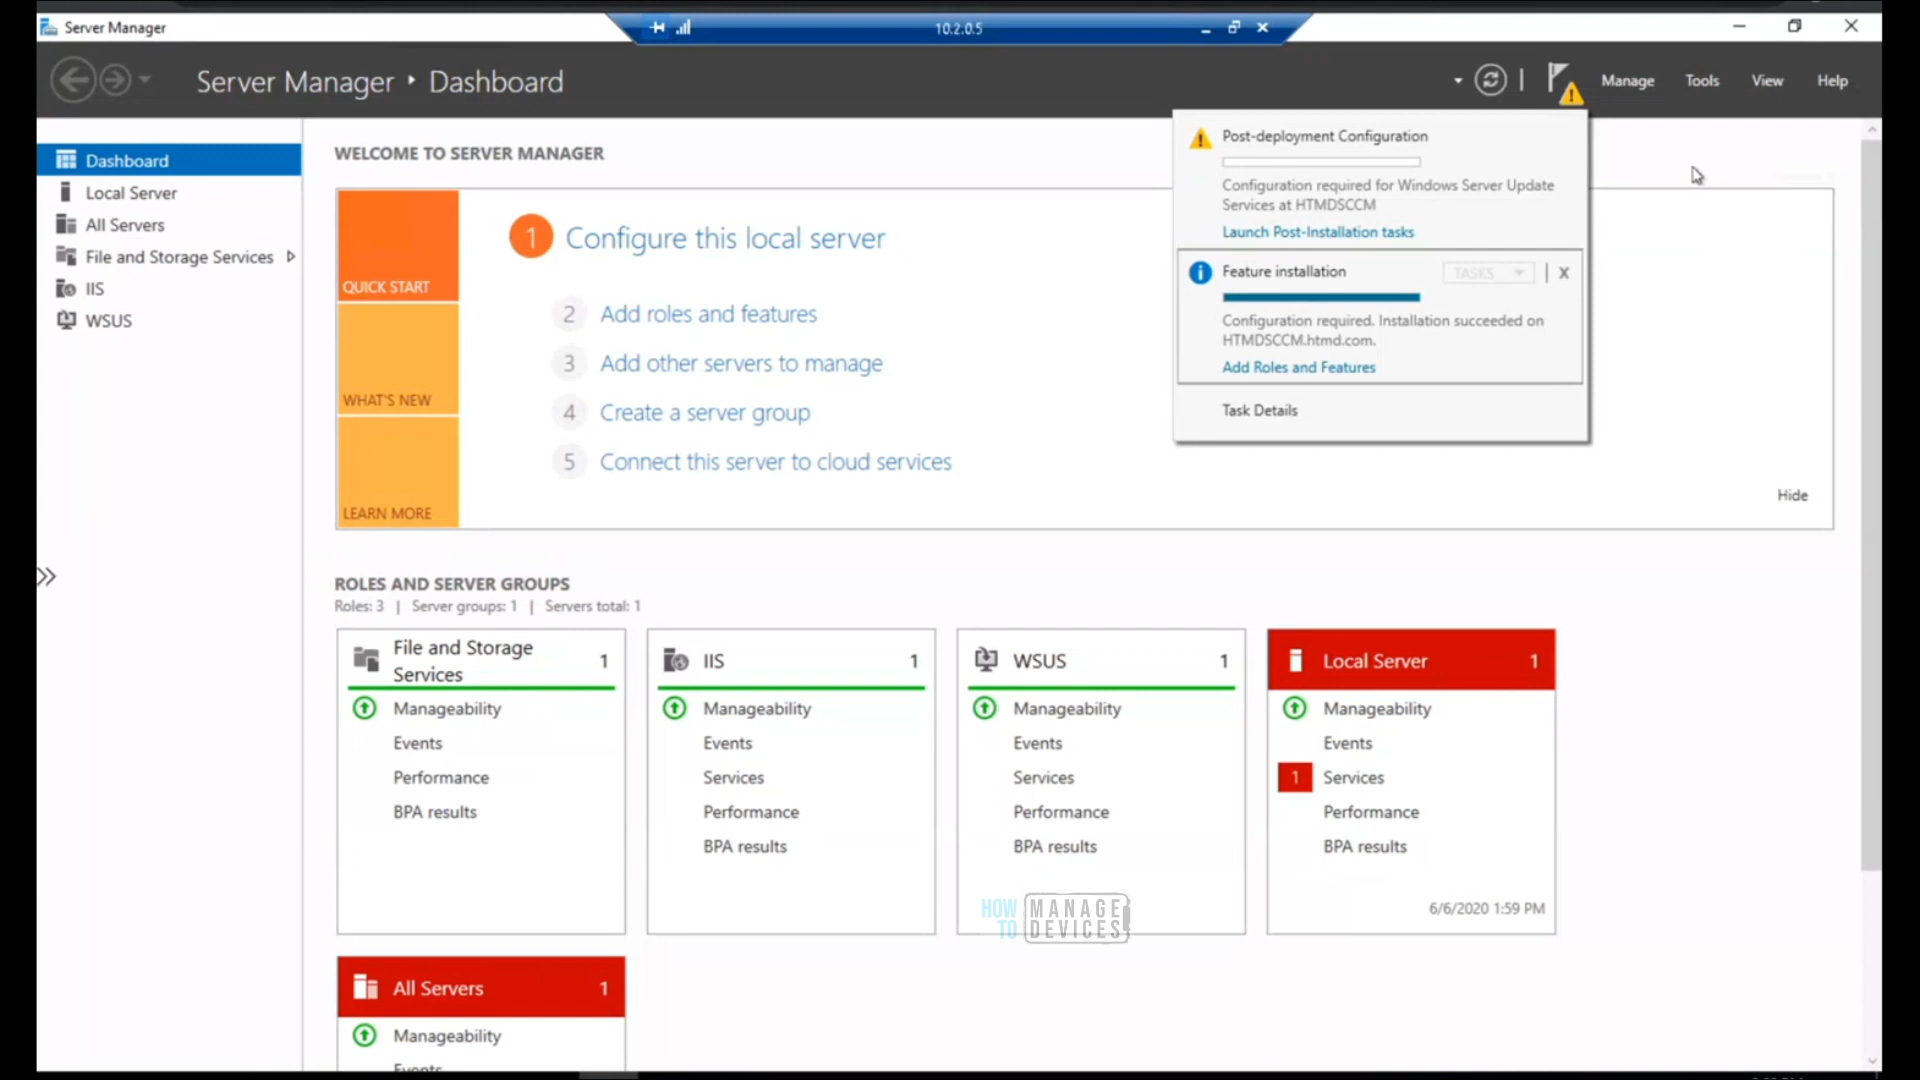 Server Manager
10.2.0.5
Server Manager ‣ Dashboard
Manage
Tools
View
Help
Dashboard
Local Server
All Servers
File and Storage Services
IIS
WSUS
WELCOME TO SERVER MANAGER
QUICK START
WHAT'S NEW
LEARN MORE
1 Configure this local server
2 Add roles and features
3 Add other servers to manage
4 Create a server group
5 Connect this server to cloud services
Hide
Post-deployment Configuration
Configuration required for Windows Server Update
Services at HTMDSCCM
Launch Post-Installation tasks
Feature installation
TASKS
X
Configuration required. Installation succeeded on
HTMDSCCM.htmd.com.
Add Roles and Features
Task Details
ROLES AND SERVER GROUPS
Roles: 3 | Server groups: 1 | Servers total: 1
File and Storage
Services
1
Manageability
Events
Performance
BPA results
IIS 1
Manageability
Events
Services
Performance
BPA results
WSUS 1
Manageability
Events
Services
Performance
BPA results
HOW
TO
MANAGE
DEVICES
Local Server 1
Manageability
Events
1 Services
Performance
BPA results
6/6/2020 1:59 PM
All Servers 1
Manageability
Events